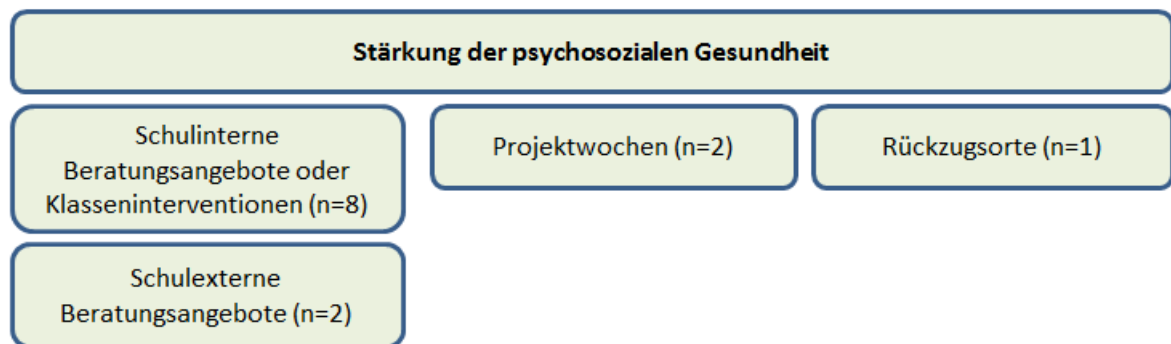 Stärkung der psychosozialen Gesundheit
Schulinterne
Beratungsangebote oder
Klasseninterventionen (n=8)
Projektwochen (n=2)
Rückzugsorte (n=1)
Schulexterne
Beratungsangebote (n=2)